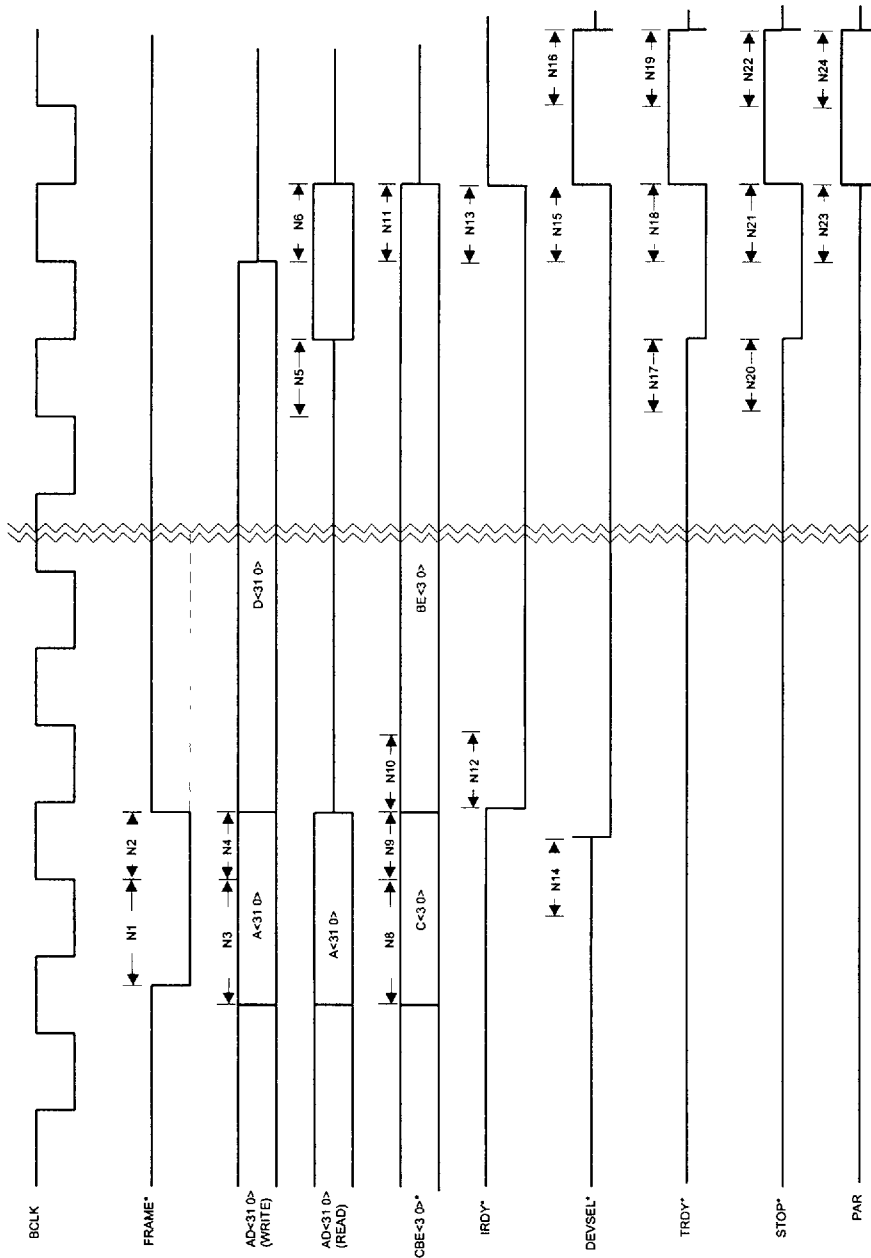 BCLK
FRAME*
N1
N2
AD<31 0>
(WRITE)
N3
N4
A<31 0>
D<31 0>
AD<31 0>
(READ)
A<31 0>
N5
N6
CBE<3 0>*
N8
N9
N10
N11
C<3 0>
BE<3 0>
IRDY*
N12
N13
DEVSEL*
N14
N15
N16
TRDY*
N17
N18
N19
STOP*
N20
N21
N22
PAR
N23
N24